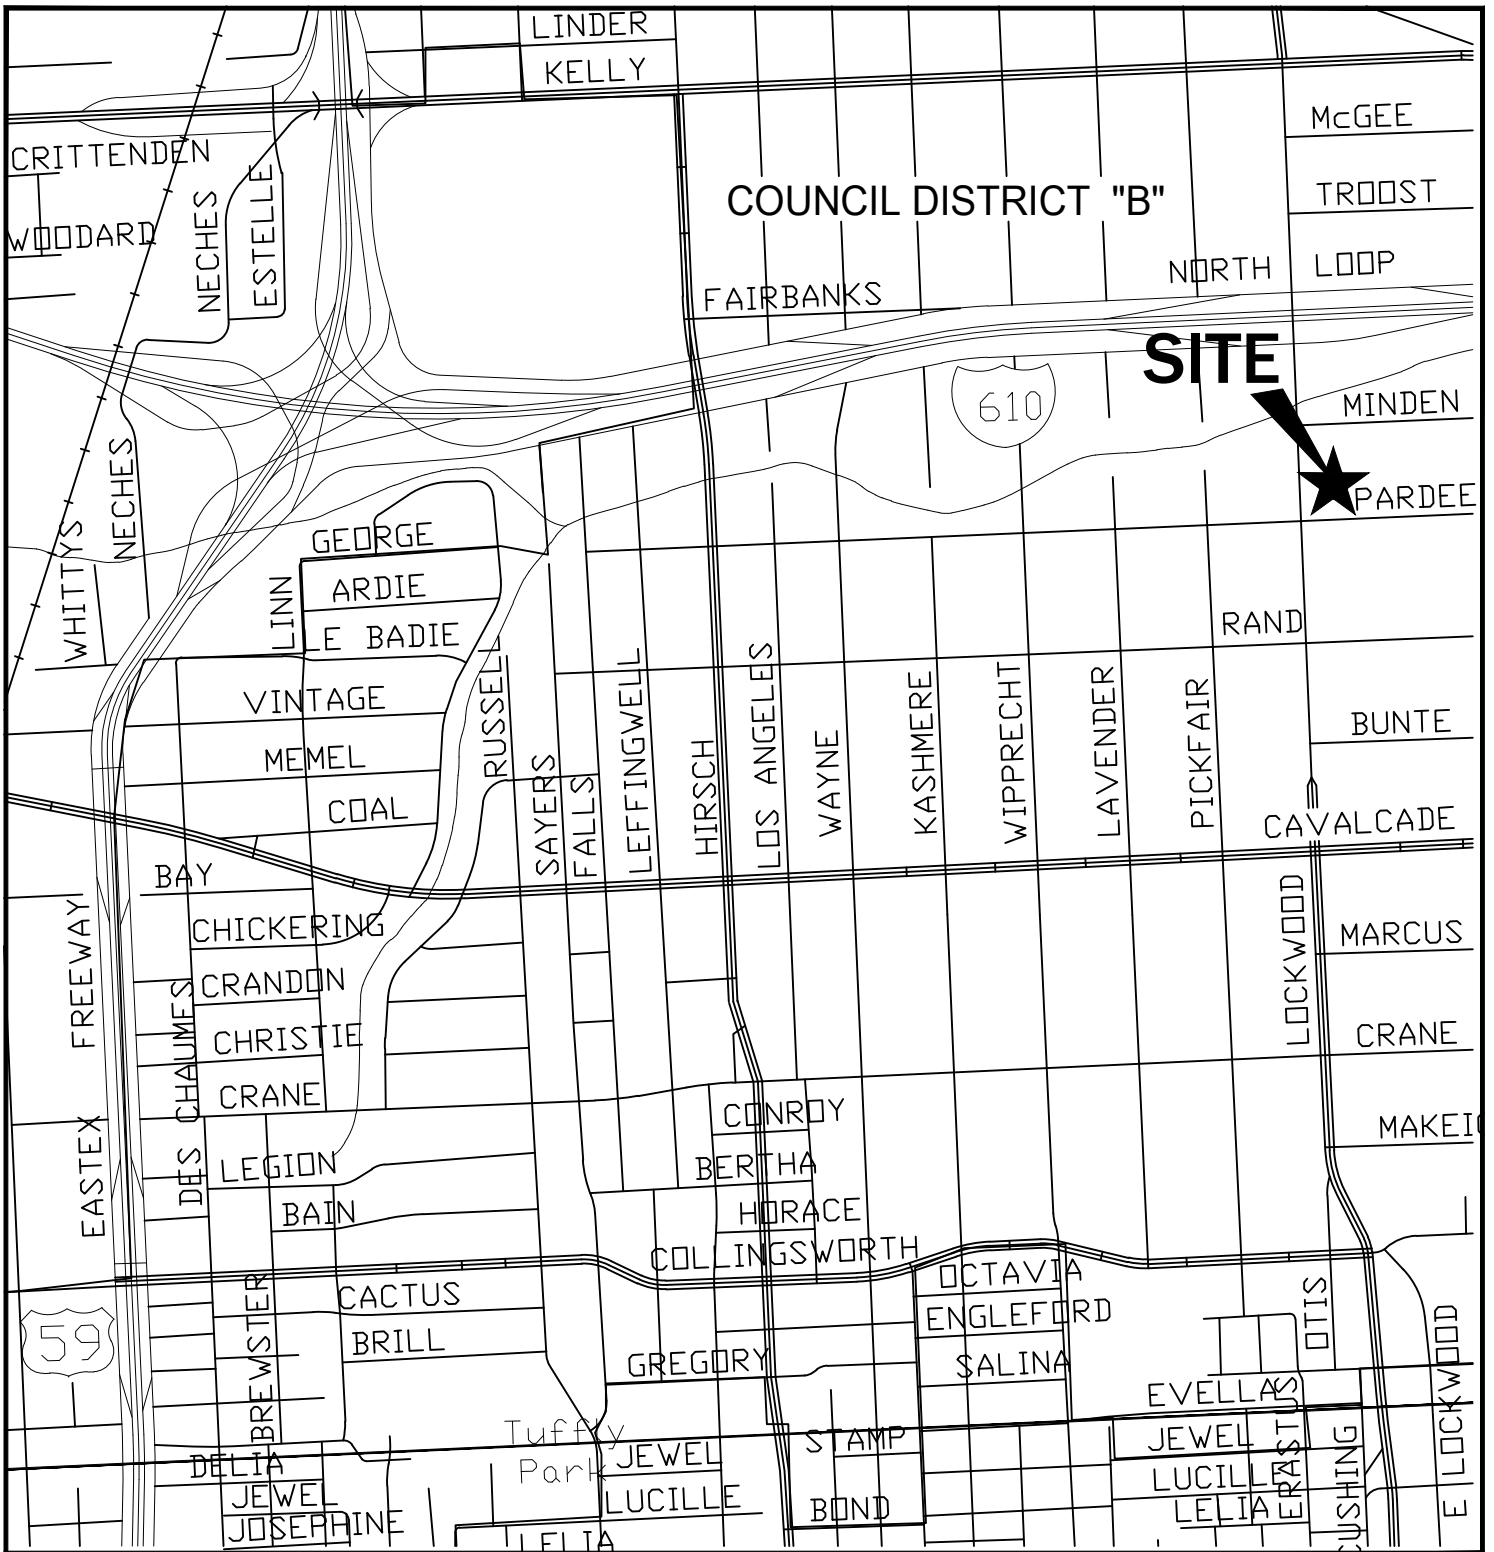 LINDER
KELLY
McGEE
CRITTENDEN
TROOST
COUNCIL DISTRICT "B"
WOODARD
NECHES
ESTELLE
NORTH LOOP
FAIRBANKS
SITE
610
MINDEN
PARDEE
NECHES
WHITTYS
GEORGE
LINN
ARDIE
LE BADIE
RAND
VINTAGE
RUSSELL
MEMEL
COAL
SAYERS
FALLS
LEFFINGWELL
HIRSCH
LOS ANGELES
WAYNE
KASHMERE
WIPPRECHT
LAVENDER
PICKFAIR
BUNTE
CAVALCADE
BAY
CHICKERING
LOCKWOOD
MARCUS
EASTEX FREEWAY
CRANDON
DES CHAUMES
CHRISTIE
CRANE
CRANE
CONROY
MAKEI
LEGION
BERTHA
BAIN
HORACE
COLLINGSWORTH
OCTAVIA
CACTUS
ENGLEFORD
OTIS
59
BRILL
BREWSTER
GREGORY
SALINA
EVELLA
ERASTUS
E LOCKWOOD
Tuffly
Park
STAMP
JEWEL
JEWEL
CUSHING
DELIA
LUCILLE
JEWEL
LUCILLE
BOND
LELIA
JOSEPHINE
LELIA